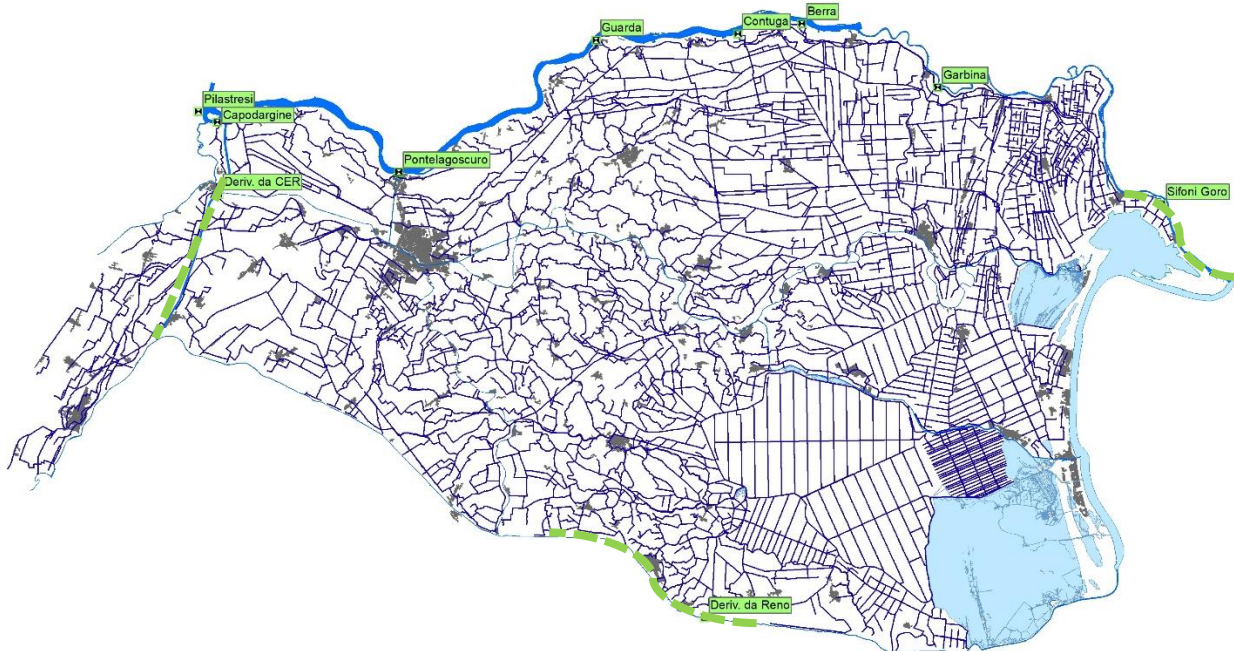 Berra
Contuga
Guarda
Garbina
Pilastresi
Capodargine
Pontelagoscuro
Deriv. da CER
Sifoni Goro
Deriv. da Reno